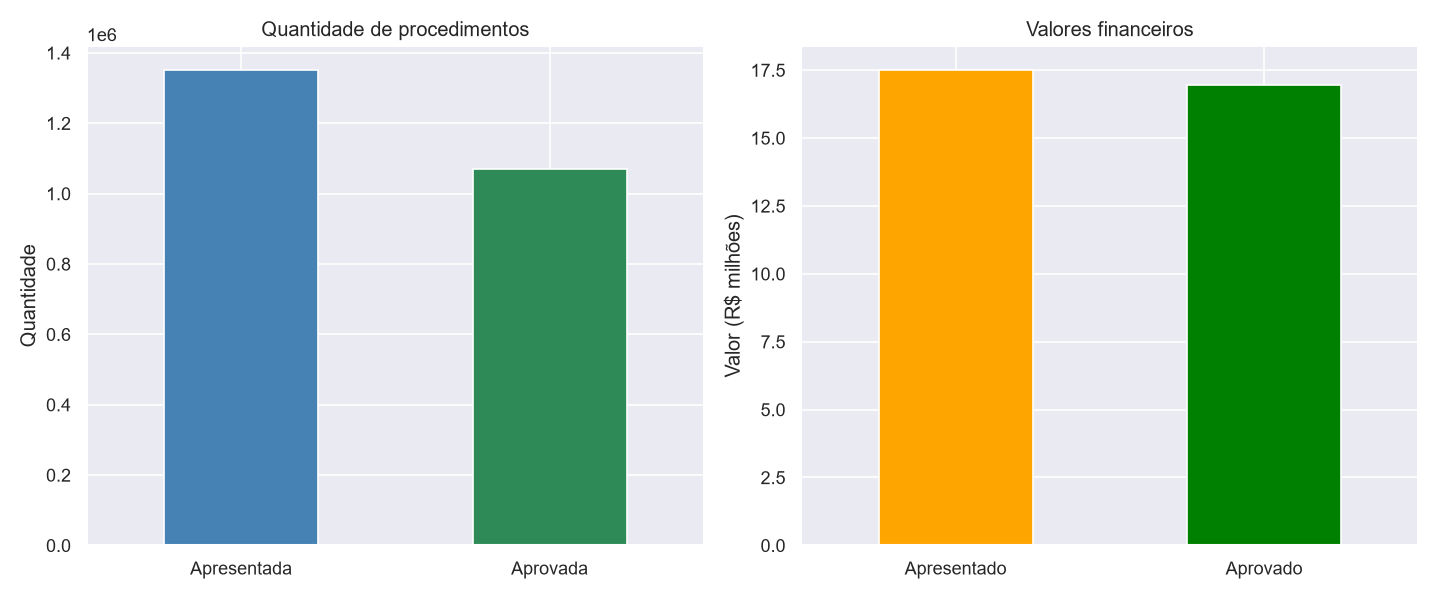 Quantidade de procedimentos
1e6
1.4
1.2
1.0
0.8
0.6
0.4
0.2
0.0
Quantidade
Apresentada
Aprovada
Valores financeiros
17.5
15.0
12.5
10.0
7.5
5.0
2.5
0.0
Valor (R$ milhões)
Apresentado
Aprovado